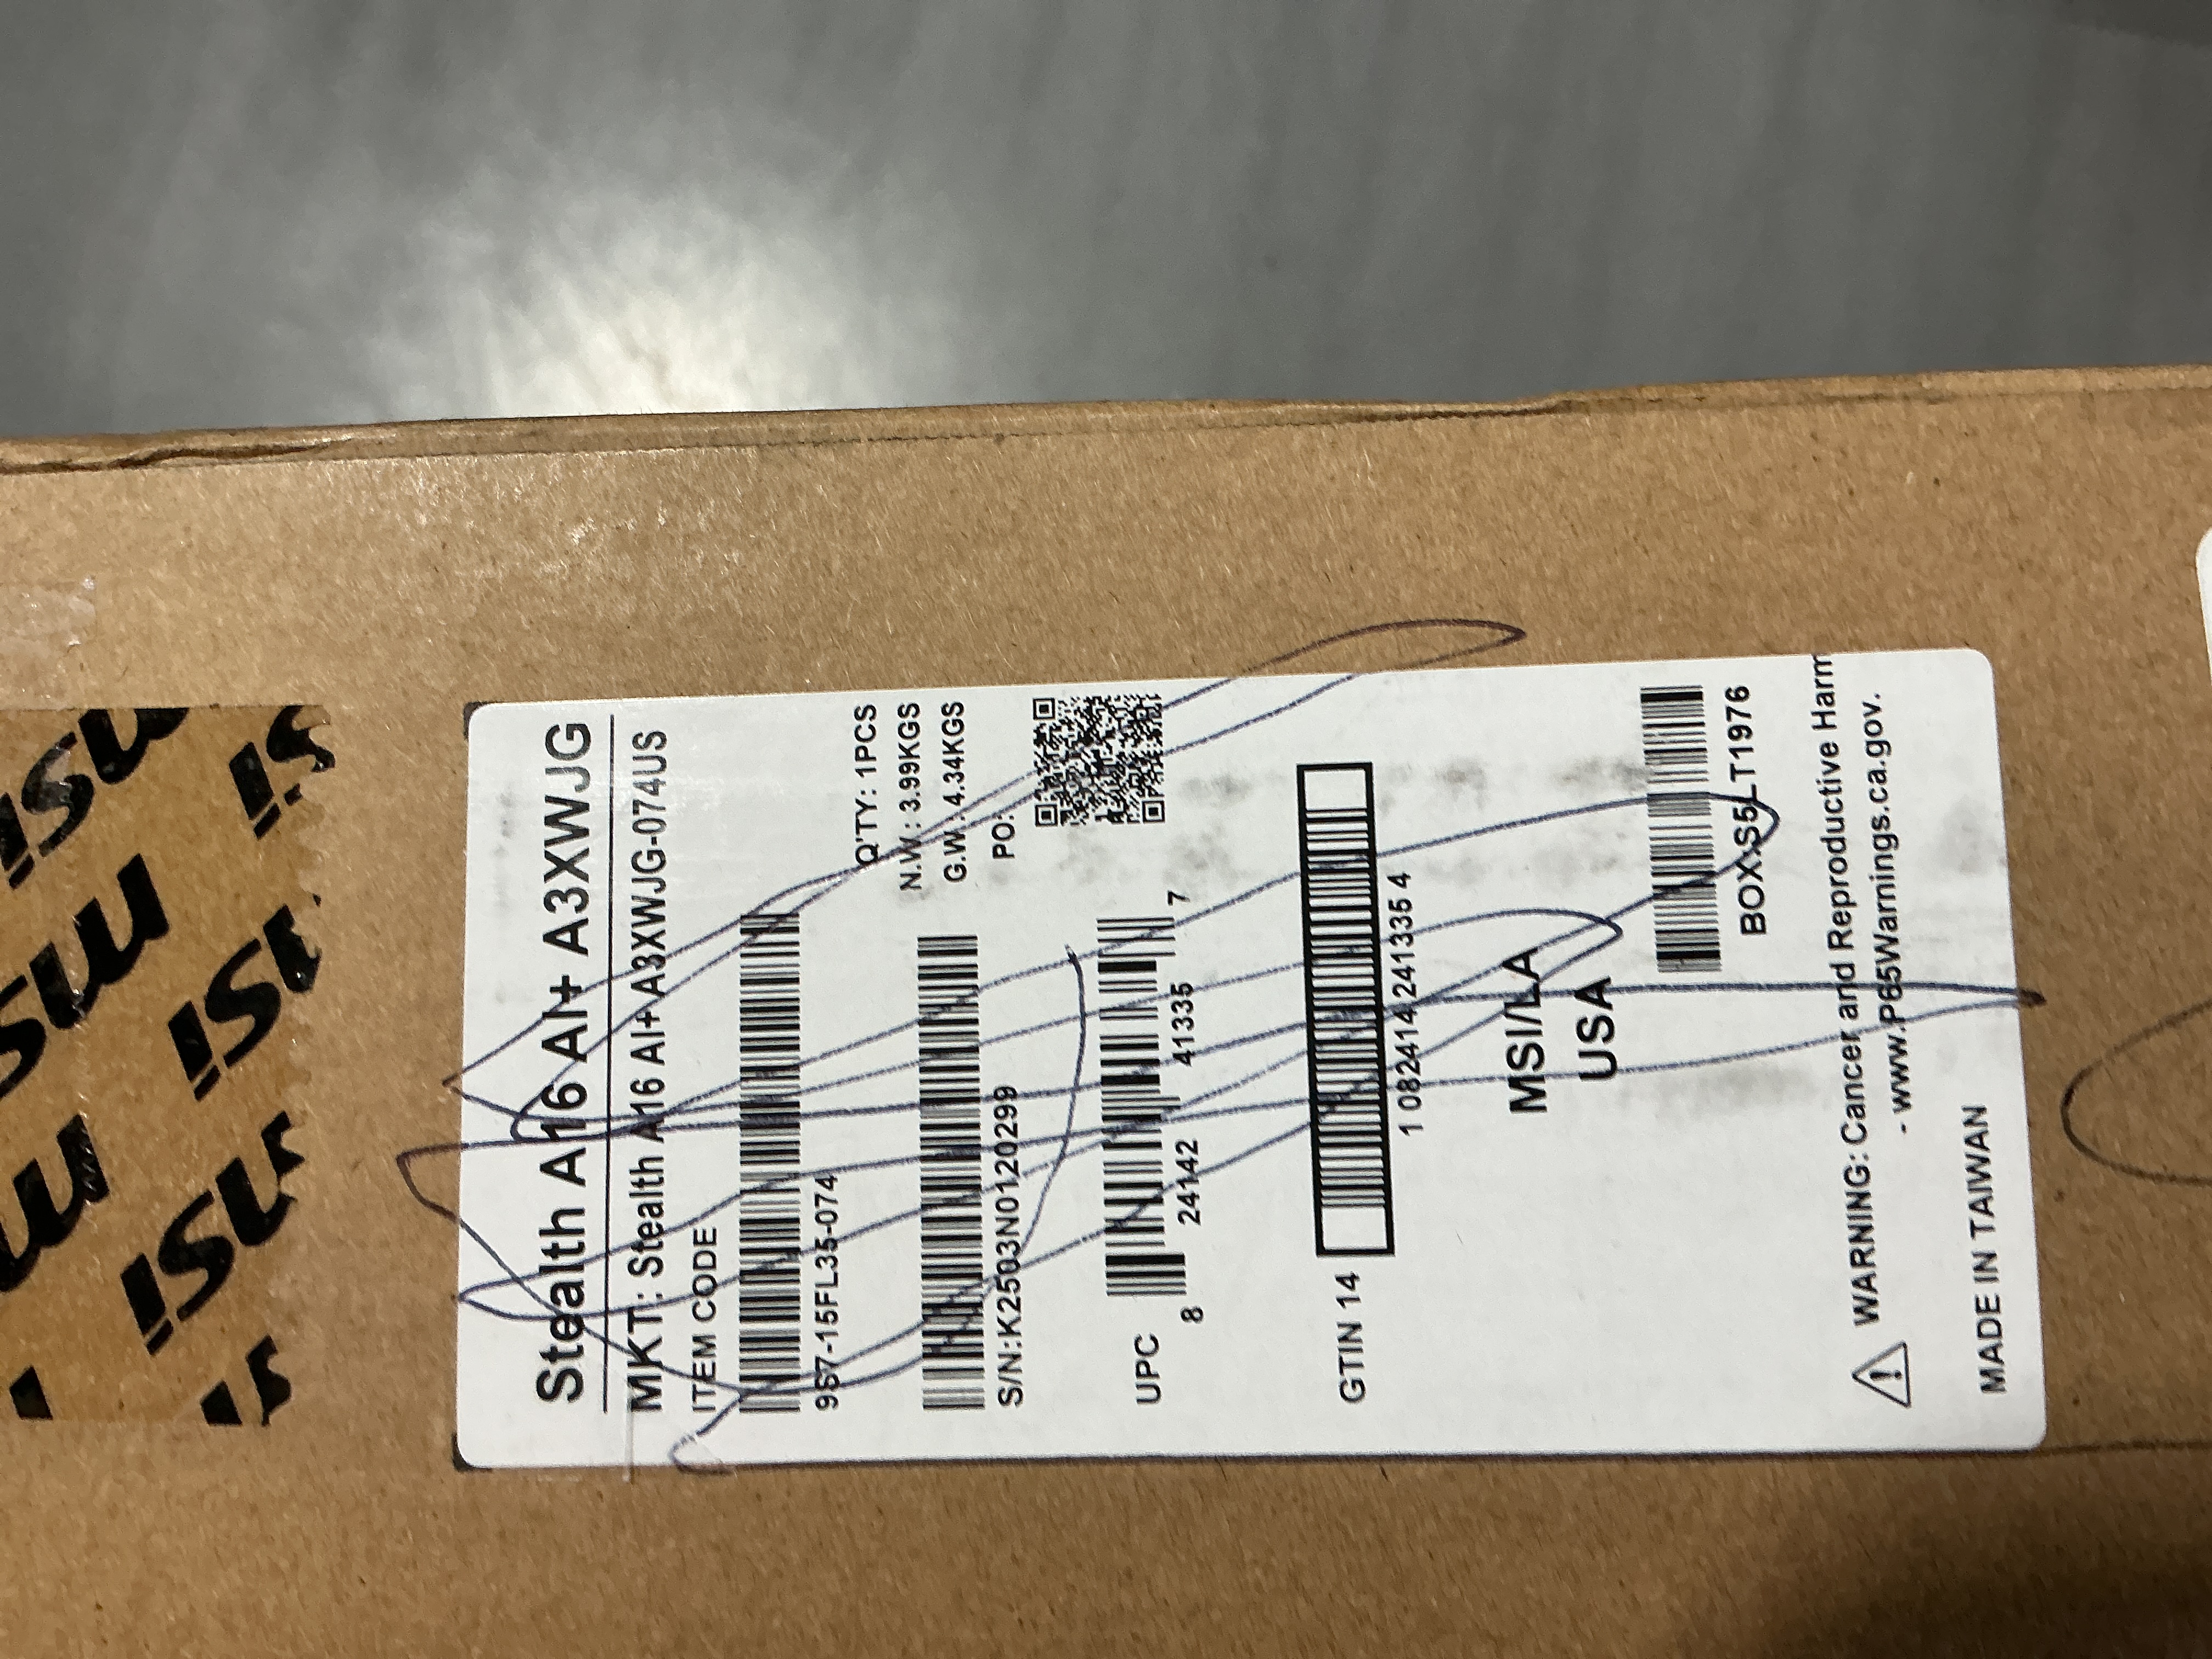 Stealth A16 AI+ A3XWJG
MKT: Stealth A16 AI+ A3XWJG-074US
ITEM CODE
9S7-15FL35-074
Q'TY: 1PCS
N.W.: 3.99KGS
G.W.: 4.34KGS
PO:
S/N:K2503N0120299
UPC
8 24142 41335 7
GTIN 14
1 0824142 41335 4
MSI/LA
USA
BOX.S5LT1976
WARNING: Cancer and Reproductive Harm
- www.P65Warnings.ca.gov.
MADE IN TAIWAN
msi
msi
msi
msi